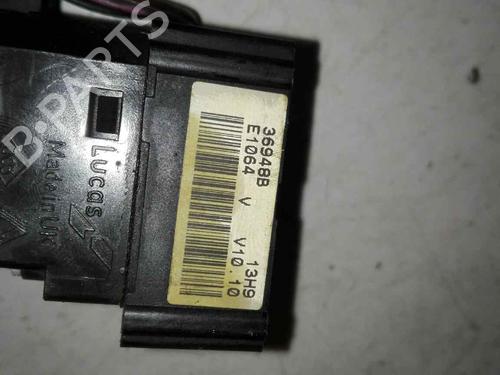 36948B 13H9
E1064 V V10.10
Lucas
Made in UK
B-PARTS